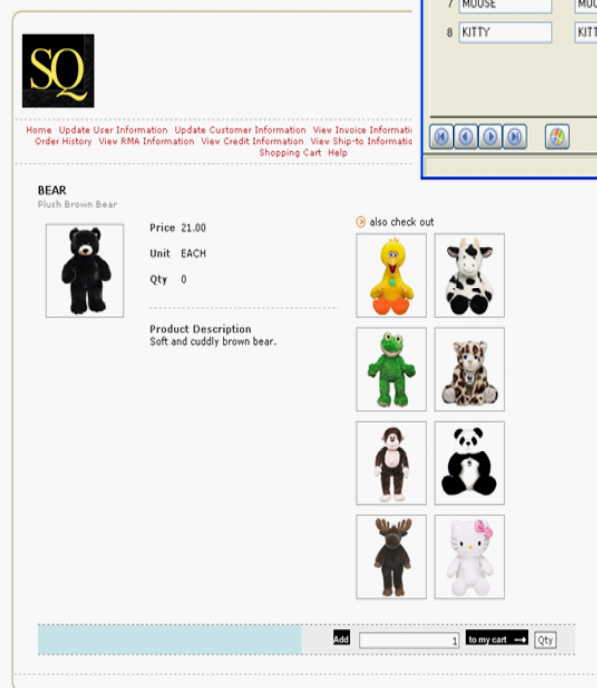 7 MOUSE MOU
8 KITTY KITT
SQ
Home Update User Information Update Customer Information View Invoice Informati
Order History View RMA Information View Credit Information View Ship-to Informatio
Shopping Cart Help
BEAR
Plush Brown Bear
Price 21.00
Unit EACH
Qty 0
Product Description
Soft and cuddly brown bear.
also check out
Add 1 to my cart Qty